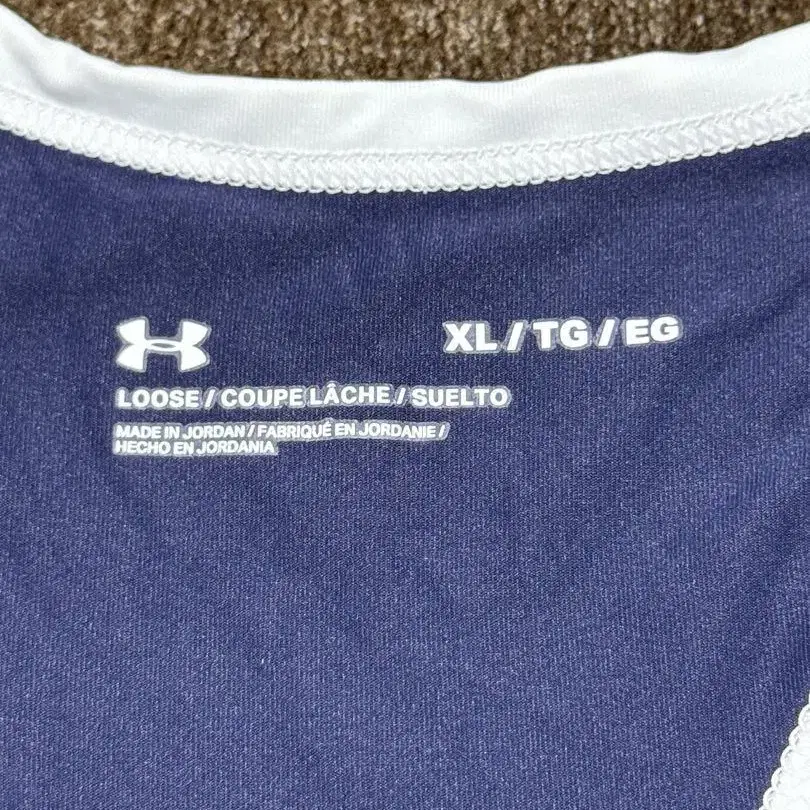 XL / TG / EG
LOOSE / COUPE LÂCHE / SUELTO
MADE IN JORDAN / FABRIQUÉ EN JORDANIE /
HECHO EN JORDANIA